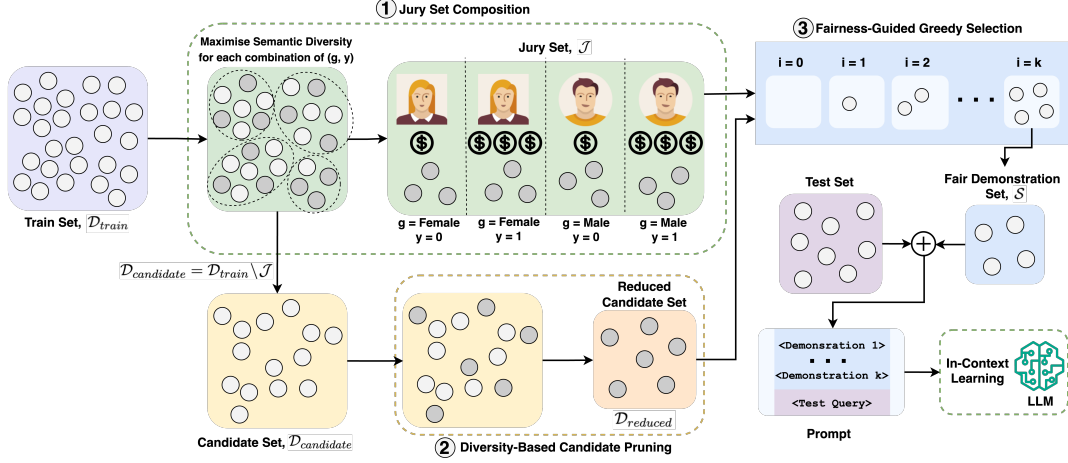 ① Jury Set Composition
Maximise Semantic Diversity
for each combination of (g, y)
Jury Set, 𝒥
g = Female
y = 0
g = Female
y = 1
g = Male
y = 0
g = Male
y = 1
Train Set, 𝒟train
𝒟candidate = 𝒟train\𝒥
Candidate Set, 𝒟candidate
Reduced
Candidate Set
𝒟reduced
② Diversity-Based Candidate Pruning
③ Fairness-Guided Greedy Selection
i = 0
i = 1
i = 2
i = k
Fair Demonstration
Set, 𝒮
Test Set
<Demonsration 1>
<Demonstration k>
<Test Query>
Prompt
In-Context
Learning
LLM